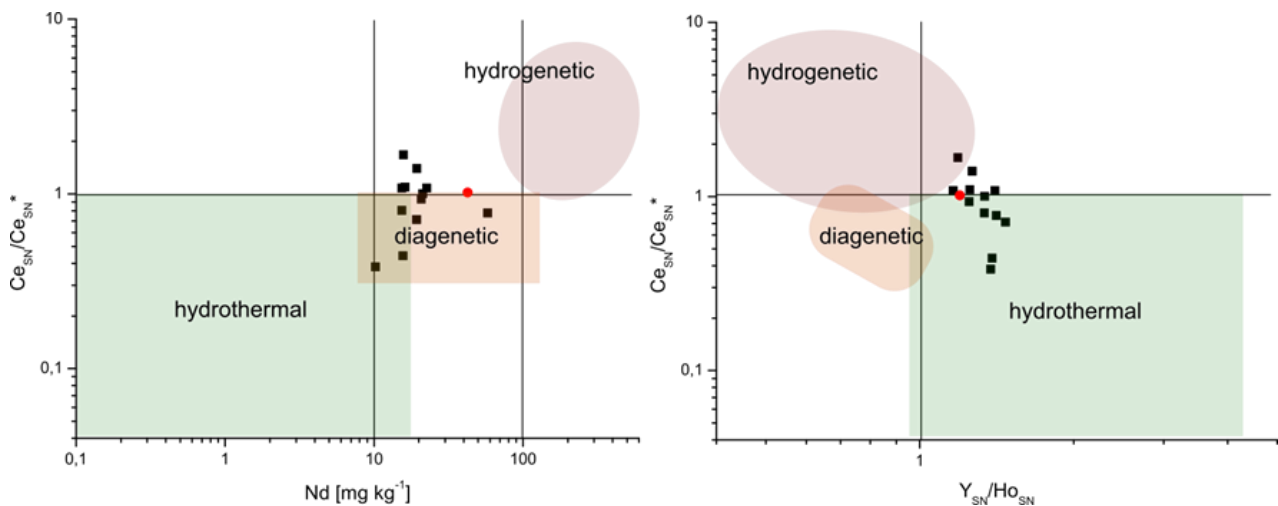 10
hydrogenetic
1
diagenetic
hydrothermal
0,1
Ce_SN/Ce_SN*
0,1
1
10
100
Nd [mg kg⁻¹]
10
hydrogenetic
1
diagenetic
hydrothermal
0,1
Ce_SN/Ce_SN*
1
Y_SN/Ho_SN